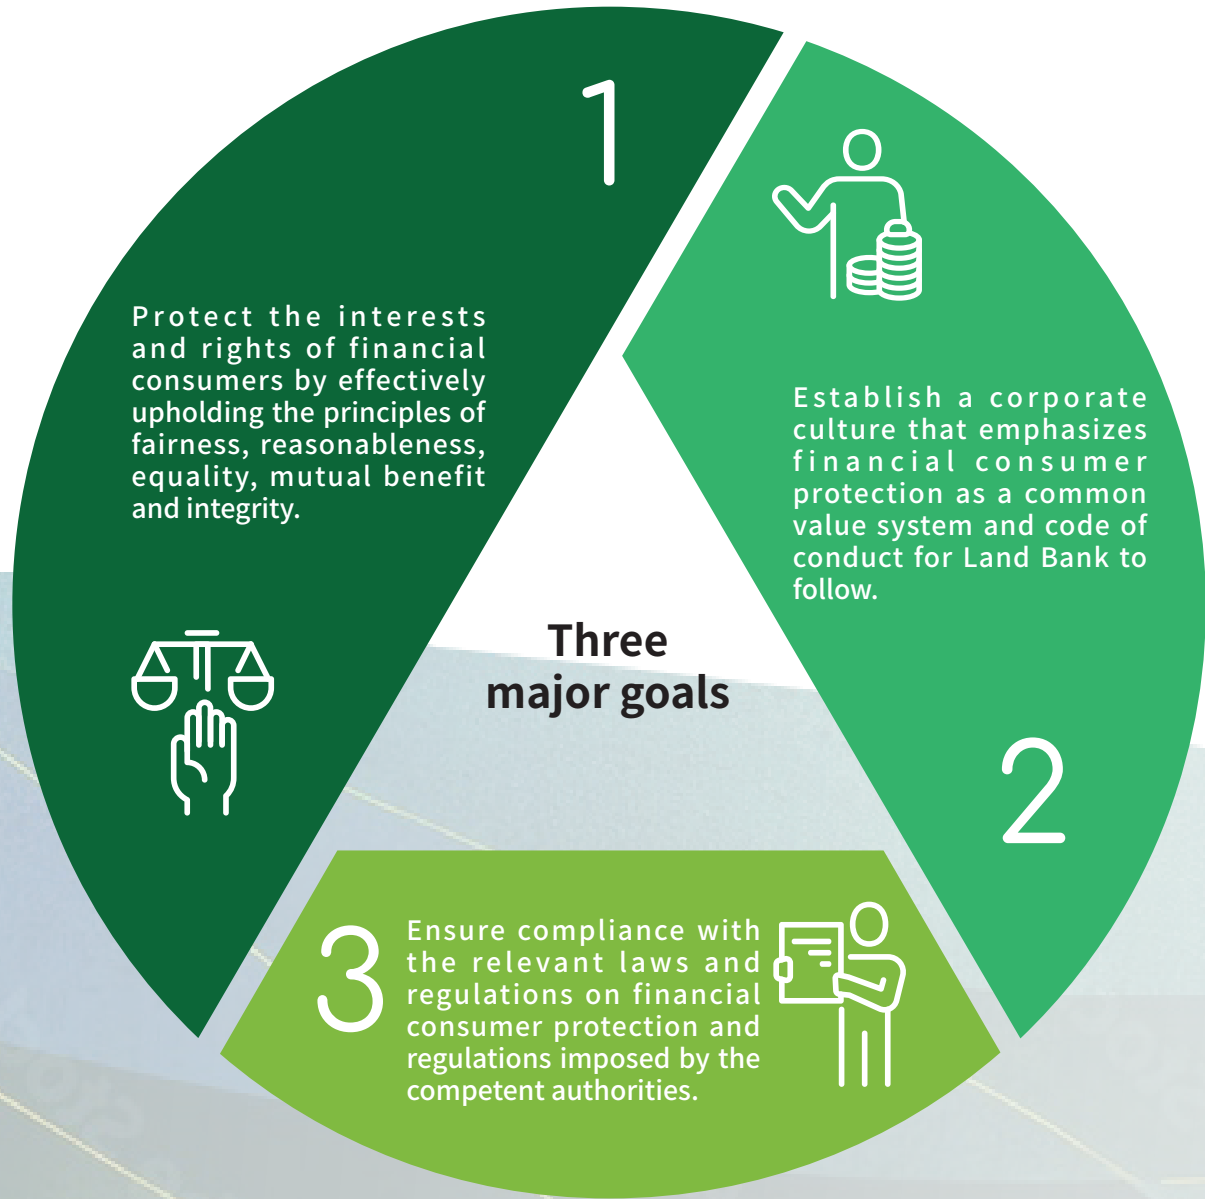 1
Protect the interests
and rights of financial
consumers by effectively
upholding the principles of
fairness, reasonableness,
equality, mutual benefit
and integrity.
Establish a corporate
culture that emphasizes
financial consumer
protection as a common
value system and code of
conduct for Land Bank to
follow.
2
Three
major goals
3
Ensure compliance with
the relevant laws and
regulations on financial
consumer protection and
regulations imposed by the
competent authorities.